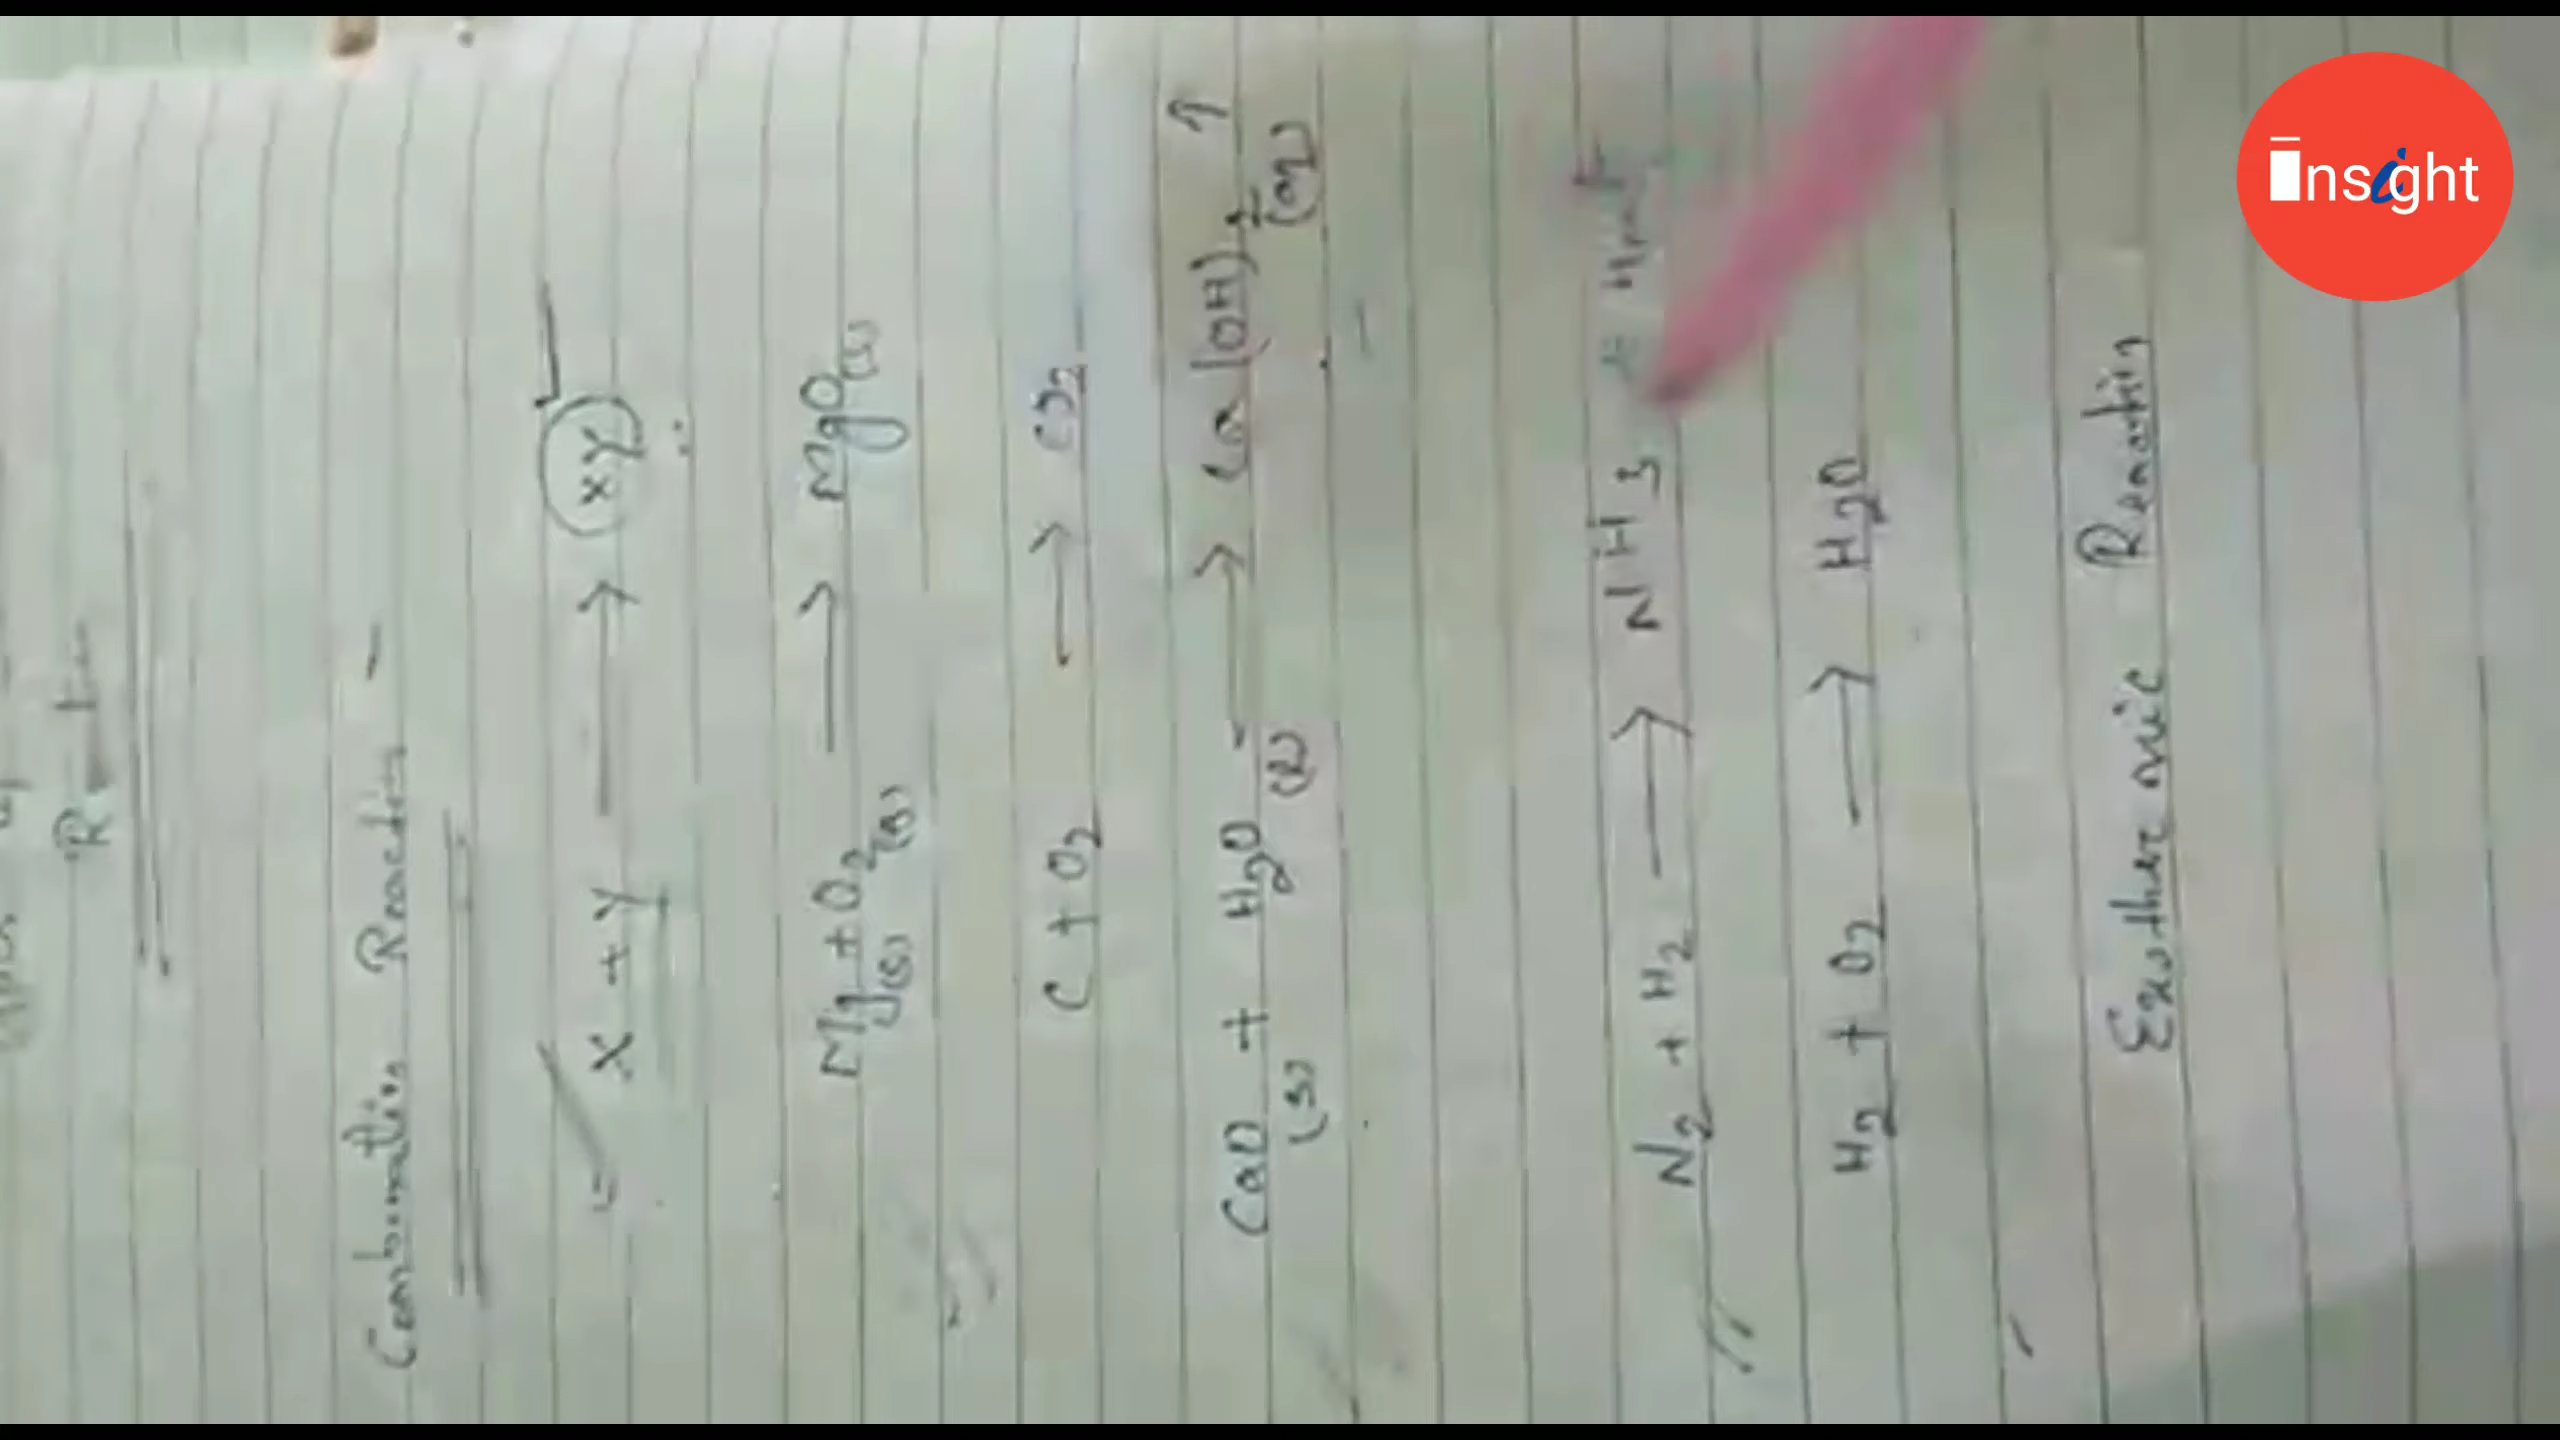 Combination Reaction -
X + Y → XY
Mg(s) + O2(g) → MgO(s)
C + O2 → CO2
CaO(s) + H2O(l) → Ca(OH)2(aq) ↑
N2 + H2 → NH3 + Heat
H2 + O2 → H2O
Exothermic Reaction
Insight